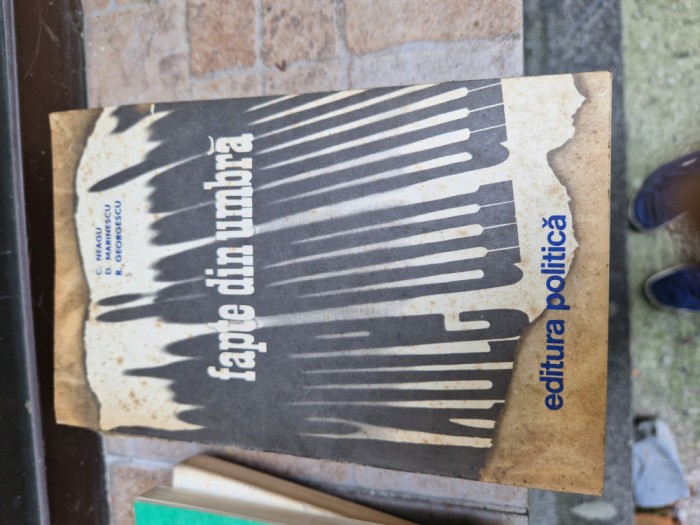 C. NEAGU
D. MARINESCU
R. GEORGESCU
fapte din umbră
editura politică